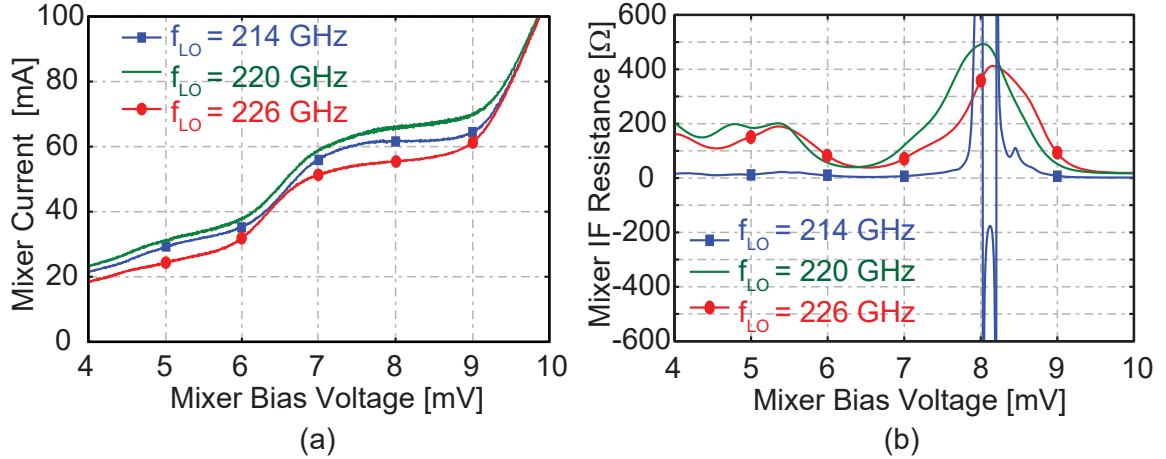 Mixer Current [mA]
100
80
60
40
20
0
f_LO = 214 GHz
f_LO = 220 GHz
f_LO = 226 GHz
4 5 6 7 8 9 10
Mixer Bias Voltage [mV]
(a)
Mixer IF Resistance [Ω]
600
400
200
0
-200
-400
-600
f_LO = 214 GHz
f_LO = 220 GHz
f_LO = 226 GHz
4 5 6 7 8 9 10
Mixer Bias Voltage [mV]
(b)